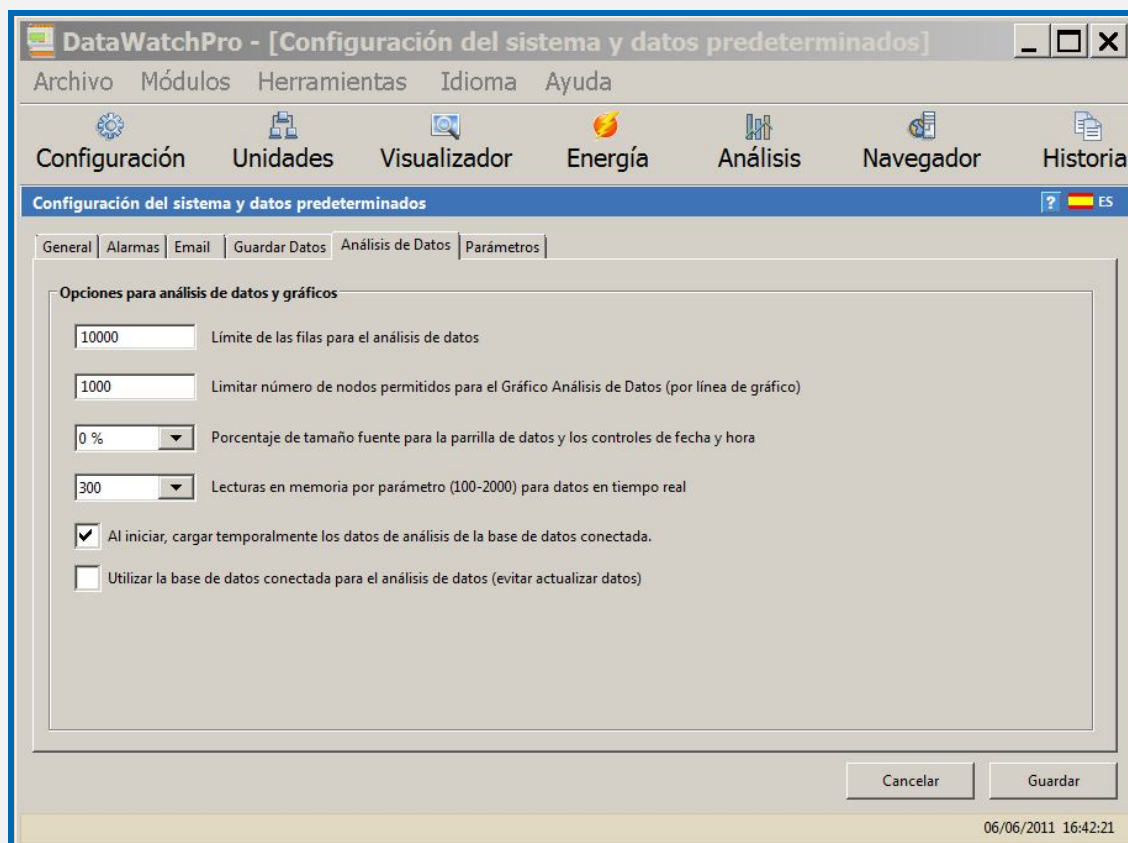 DataWatchPro - [Configuración del sistema y datos predeterminados]
Archivo Módulos Herramientas Idioma Ayuda
Configuración Unidades Visualizador Energía Análisis Navegador Historia
Configuración del sistema y datos predeterminados ? ES
General Alarmas Email Guardar Datos Análisis de Datos Parámetros
Opciones para análisis de datos y gráficos
10000 Límite de las filas para el análisis de datos
1000 Limitar número de nodos permitidos para el Gráfico Análisis de Datos (por línea de gráfico)
0 % Porcentaje de tamaño fuente para la parrilla de datos y los controles de fecha y hora
300 Lecturas en memoria por parámetro (100-2000) para datos en tiempo real
Al iniciar, cargar temporalmente los datos de análisis de la base de datos conectada.
Utilizar la base de datos conectada para el análisis de datos (evitar actualizar datos)
Cancelar Guardar
06/06/2011 16:42:21